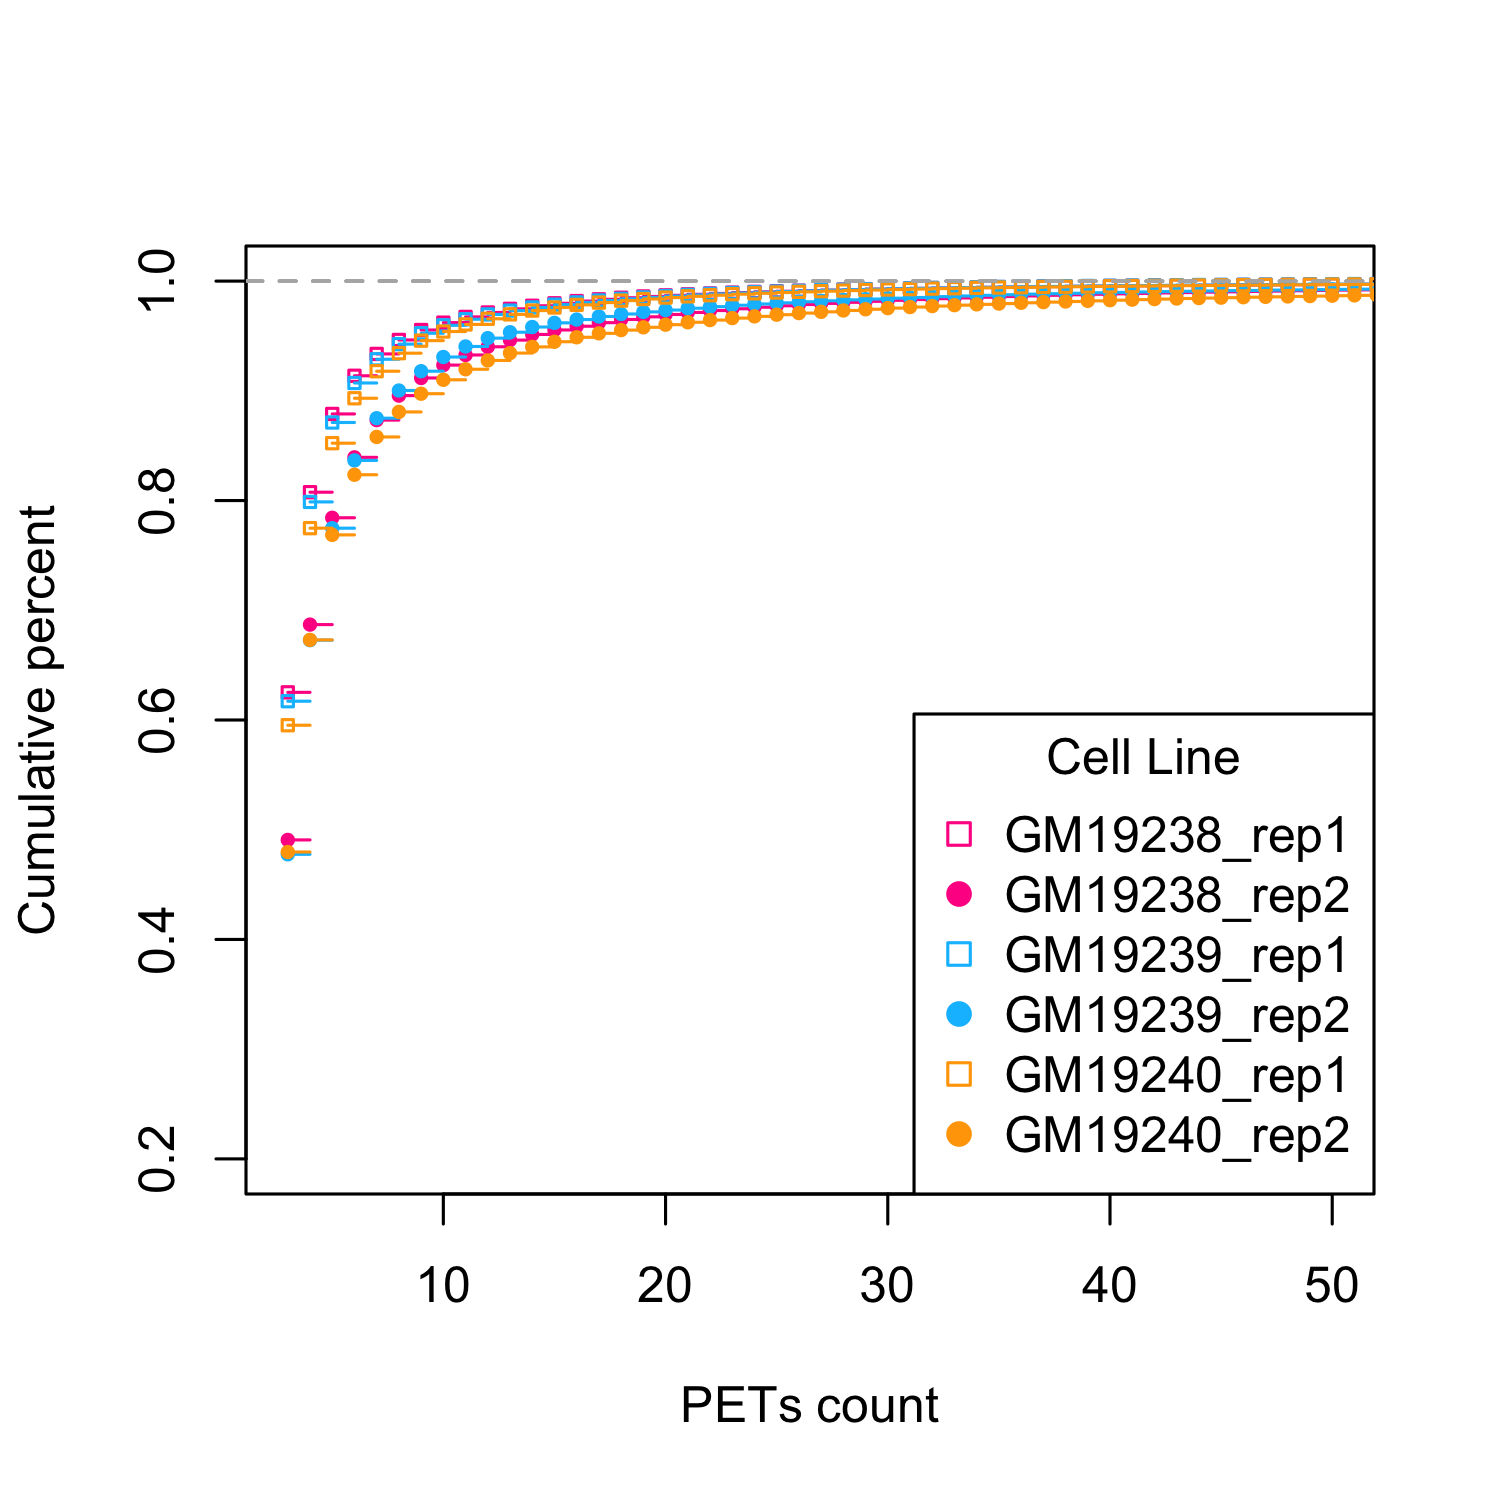 Cumulative percent
1.0
0.8
0.6
0.4
0.2
10 20 30 40 50
PETs count
Cell Line
GM19238_rep1
GM19238_rep2
GM19239_rep1
GM19239_rep2
GM19240_rep1
GM19240_rep2